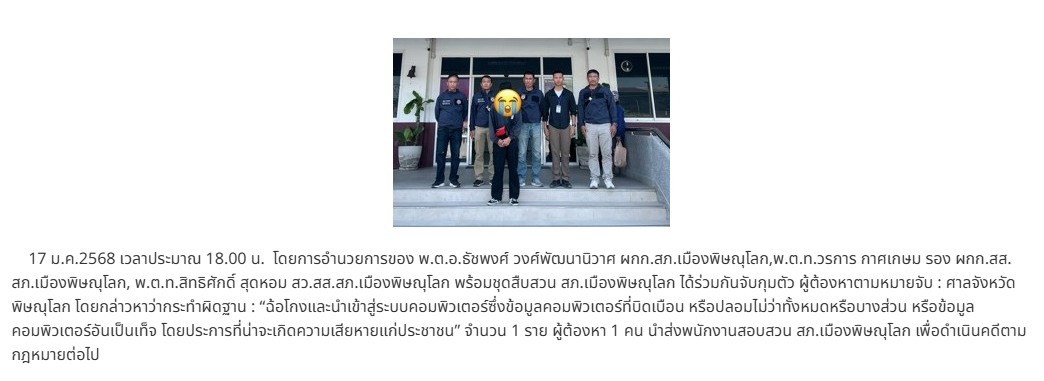 17 ม.ค.2568 เวลาประมาณ 18.00 น. โดยการอำนวยการของ พ.ต.อ.ธัชพงศ์ วงศ์พัฒนานิวาศ ผกก.สภ.เมืองพิษณุโลก,พ.ต.ท.วรการ กาศเกษม รอง ผกก.สส.
สภ.เมืองพิษณุโลก, พ.ต.ท.สิทธิศักดิ์ สุดหอม สว.สส.สภ.เมืองพิษณุโลก พร้อมชุดสืบสวน สภ.เมืองพิษณุโลก ได้ร่วมกันจับกุมตัว ผู้ต้องหาตามหมายจับ : ศาลจังหวัด
พิษณุโลก โดยกล่าวหาว่ากระทำผิดฐาน : “ฉ้อโกงและนำเข้าสู่ระบบคอมพิวเตอร์ซึ่งข้อมูลคอมพิวเตอร์ที่บิดเบือน หรือปลอมไม่ว่าทั้งหมดหรือบางส่วน หรือข้อมูล
คอมพิวเตอร์อันเป็นเท็จ โดยประการที่น่าจะเกิดความเสียหายแก่ประชาชน” จำนวน 1 ราย ผู้ต้องหา 1 คน นำส่งพนักงานสอบสวน สภ.เมืองพิษณุโลก เพื่อดำเนินคดีตาม
กฎหมายต่อไป